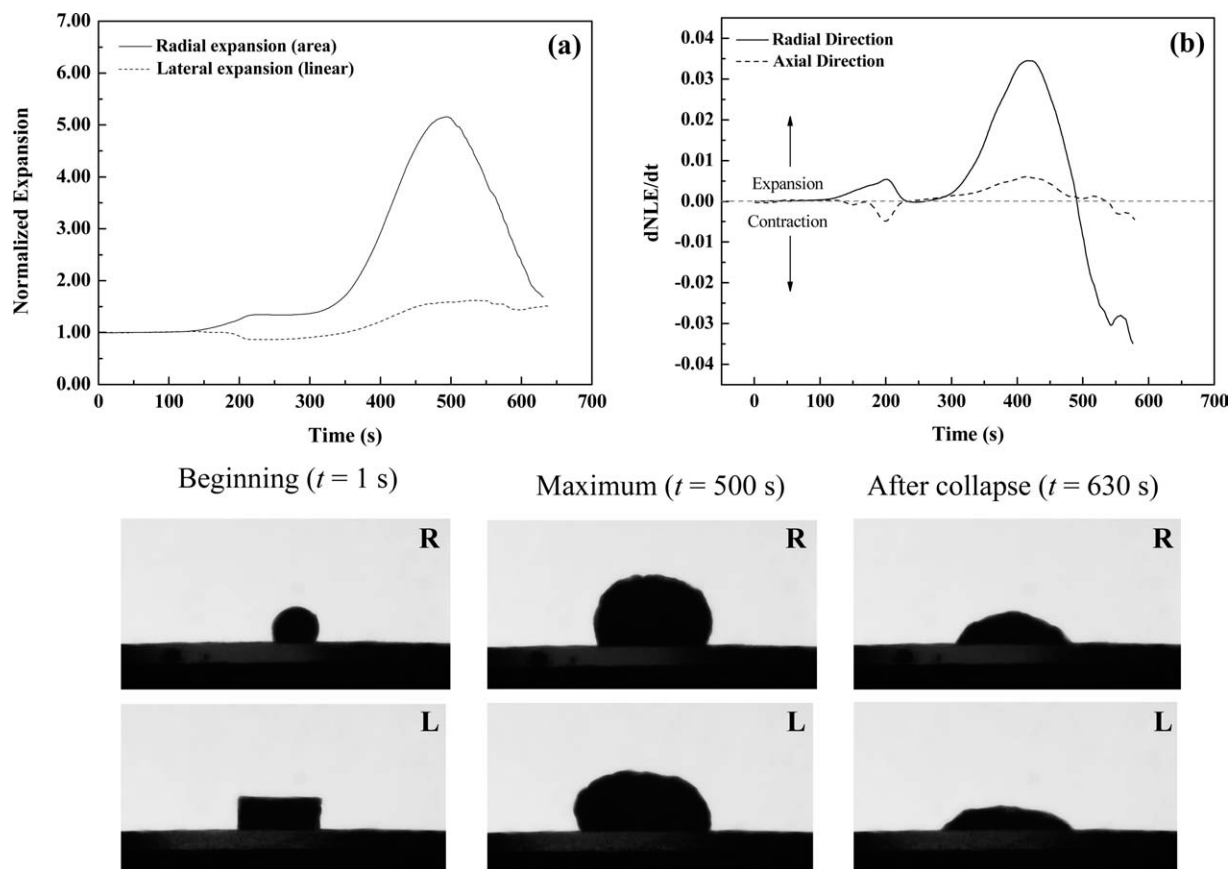 7.00
6.00
5.00
4.00
3.00
2.00
1.00
0.00
Normalized Expansion
Radial expansion (area)
Lateral expansion (linear)
(a)
0 100 200 300 400 500 600 700
Time (s)
0.04
0.03
0.02
0.01
0.00
-0.01
-0.02
-0.03
-0.04
dNLE/dt
Radial Direction
Axial Direction
(b)
Expansion
Contraction
0 100 200 300 400 500 600 700
Time (s)
Beginning (t = 1 s)
Maximum (t = 500 s)
After collapse (t = 630 s)
R
R
R
L
L
L